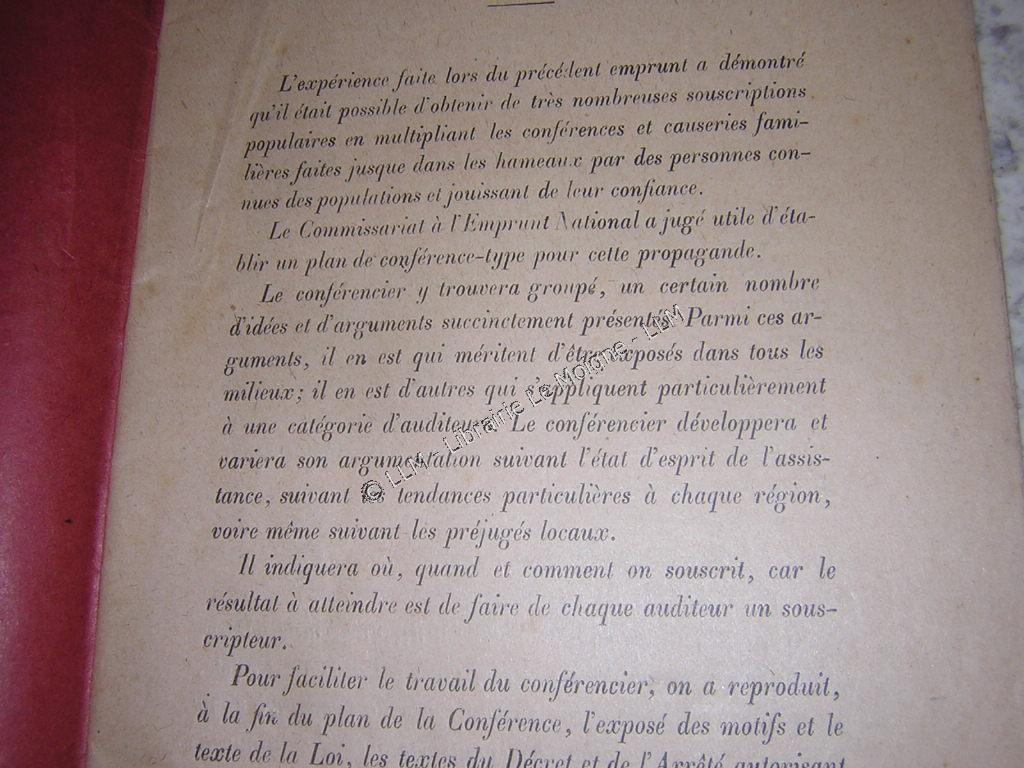 L'expérience faite lors du précédent emprunt a démontré
qu'il était possible d'obtenir de très nombreuses souscriptions
populaires en multipliant les conférences et causeries fami-
lières faites jusque dans les hameaux par des personnes con-
nues des populations et jouissant de leur confiance.
Le Commissariat à l'Emprunt National a jugé utile d'éta-
blir un plan de conférence-type pour cette propagande.
Le conférencier y trouvera groupé, un certain nombre
d'idées et d'arguments succinctement présentés. Parmi ces ar-
guments, il en est qui méritent d'être exposés dans tous les
milieux; il en est d'autres qui s'appliquent particulièrement
à une catégorie d'auditeurs. Le conférencier développera et
variera son argumentation suivant l'état d'esprit de l'assis-
tance, suivant les tendances particulières à chaque région,
voire même suivant les préjugés locaux.
Il indiquera où, quand et comment on souscrit, car le
résultat à atteindre est de faire de chaque auditeur un sous-
cripteur.
Pour faciliter le travail du conférencier, on a reproduit,
à la fin du plan de la Conférence, l'exposé des motifs et le
texte de la Loi, les textes du Décret et de l'Arrêté autorisant
© LLM - Librairie Le Moigne - LLM